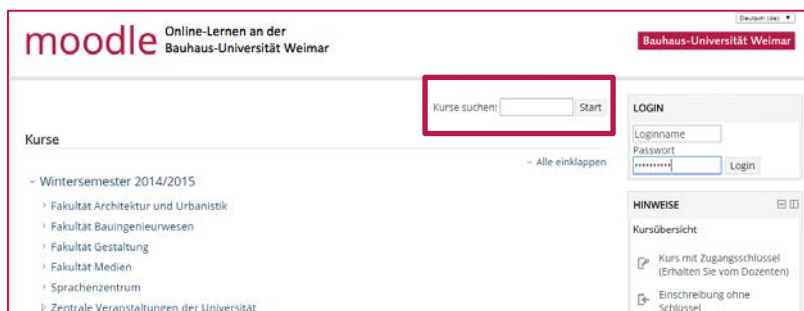 Deutsch (de)
moodle Online-Lernen an der
Bauhaus-Universität Weimar
Bauhaus-Universität Weimar
Kurse suchen: Start
Kurse
Alle einklappen
Wintersemester 2014/2015
Fakultät Architektur und Urbanistik
Fakultät Bauingenieurwesen
Fakultät Gestaltung
Fakultät Medien
Sprachenzentrum
Zentrale Veranstaltungen der Universität
LOGIN
Loginname
Passwort
Login
HINWEISE
Kursübersicht
Kurs mit Zugangsschlüssel
(Erhalten Sie vom Dozenten)
Einschreibung ohne
Schlüssel